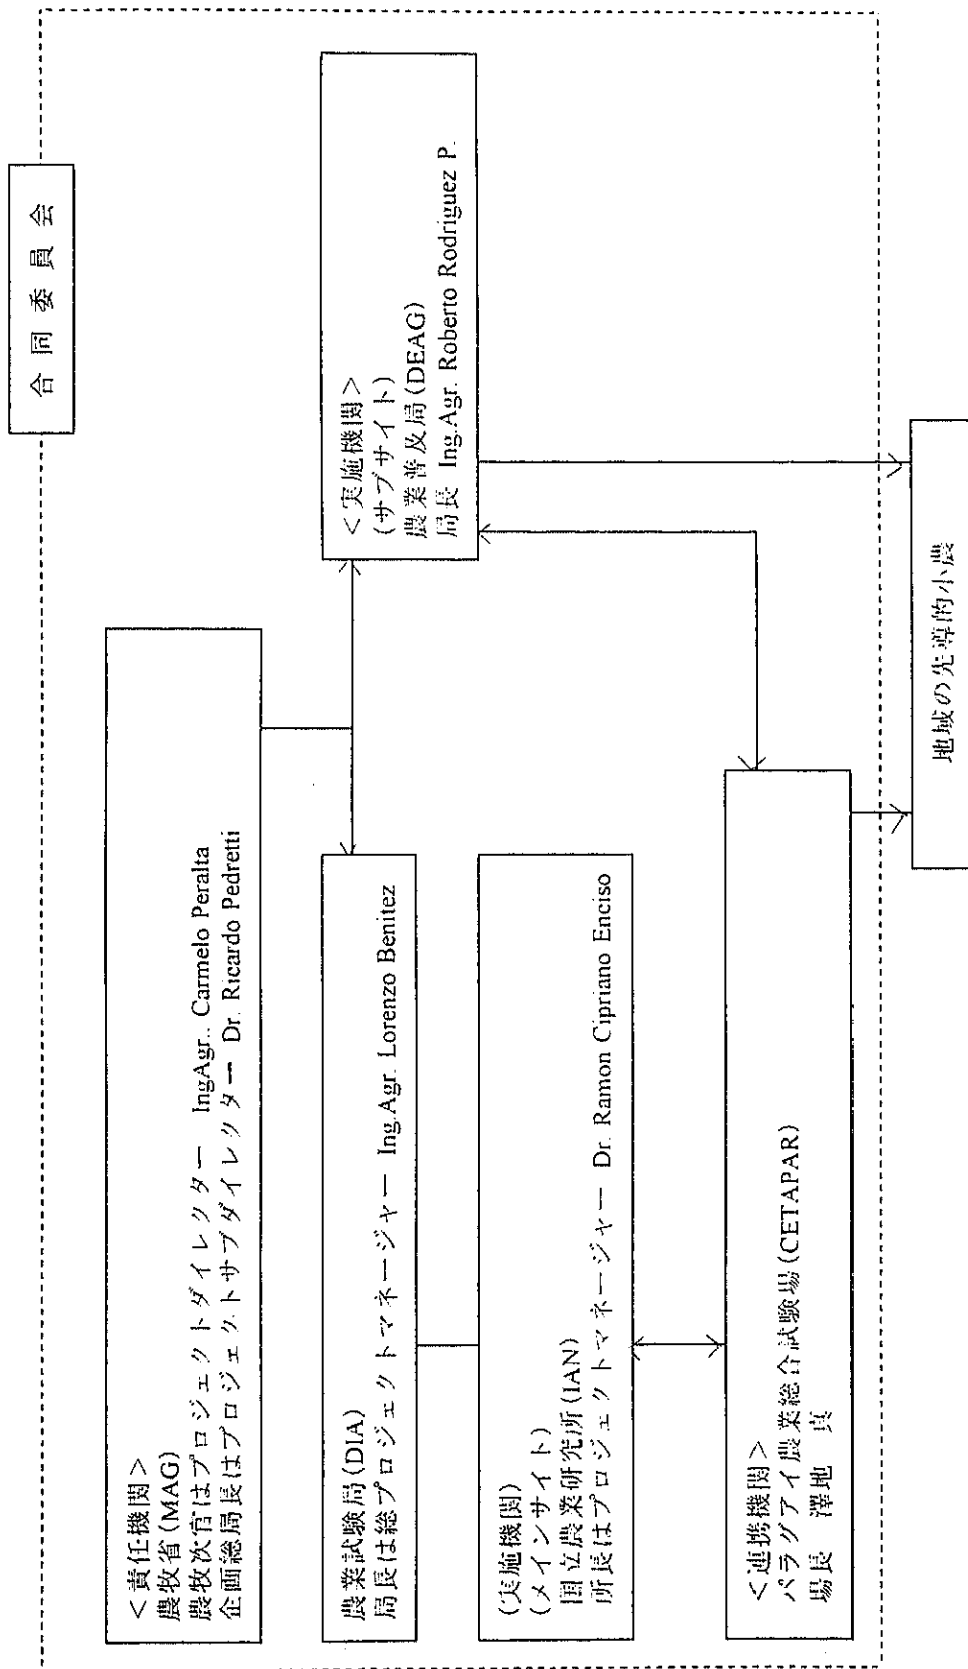 合同委員会
<責任機関>
農牧省(MAG)
農牧次官はプロジェクトダイレクター IngAgr. Carmelo Peralta
企画総局長はプロジェクトサブダイレクター Dr. Ricardo Pedretti
農業試験局(DIA)
局長は総プロジェクトマネージャー Ing.Agr. Lorenzo Benitez
(実施機関)
(メインサイト)
国立農業研究所(IAN)
所長はプロジェクトマネージャー Dr. Ramon Cipriano Enciso
<実施機関>
(サブサイト)
農業普及局(DEAG)
局長 Ing.Agr. Roberto Rodriguez P.
<連携機関>
パラグアイ農業総合試験場(CETAPAR)
場長 澤地 真
地域の先導的小農